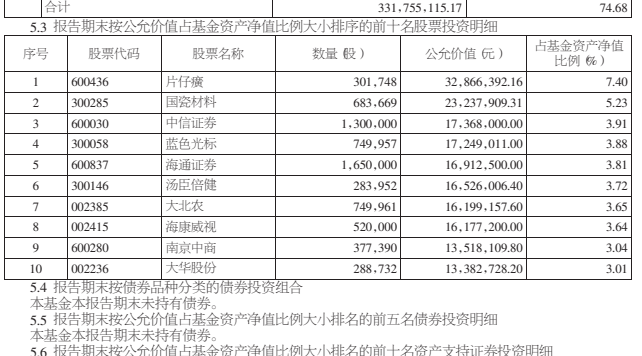 合计 331,755,115.17 74.68
5.3 报告期末按公允价值占基金资产净值比例大小排序的前十名股票投资明细
序号 股票代码 股票名称 数量(股) 公允价值(元) 占基金资产净值
比例(%)
1 600436 片仔癀 301,748 32,866,392.16 7.40
2 300285 国瓷材料 683,669 23,237,909.31 5.23
3 600030 中信证券 1,300,000 17,368,000.00 3.91
4 300058 蓝色光标 749,957 17,249,011.00 3.88
5 600837 海通证券 1,650,000 16,912,500.00 3.81
6 300146 汤臣倍健 283,952 16,526,006.40 3.72
7 002385 大北农 749,961 16,199,157.60 3.65
8 002415 海康威视 520,000 16,177,200.00 3.64
9 600280 南京中商 377,390 13,518,109.80 3.04
10 002236 大华股份 288,732 13,382,728.20 3.01
5.4 报告期末按债券品种分类的债券投资组合
本基金本报告期末未持有债券。
5.5 报告期末按公允价值占基金资产净值比例大小排名的前五名债券投资明细
本基金本报告期末未持有债券。
5.6 报告期末按公允价值占基金资产净值比例大小排名的前十名资产支持证券投资明细